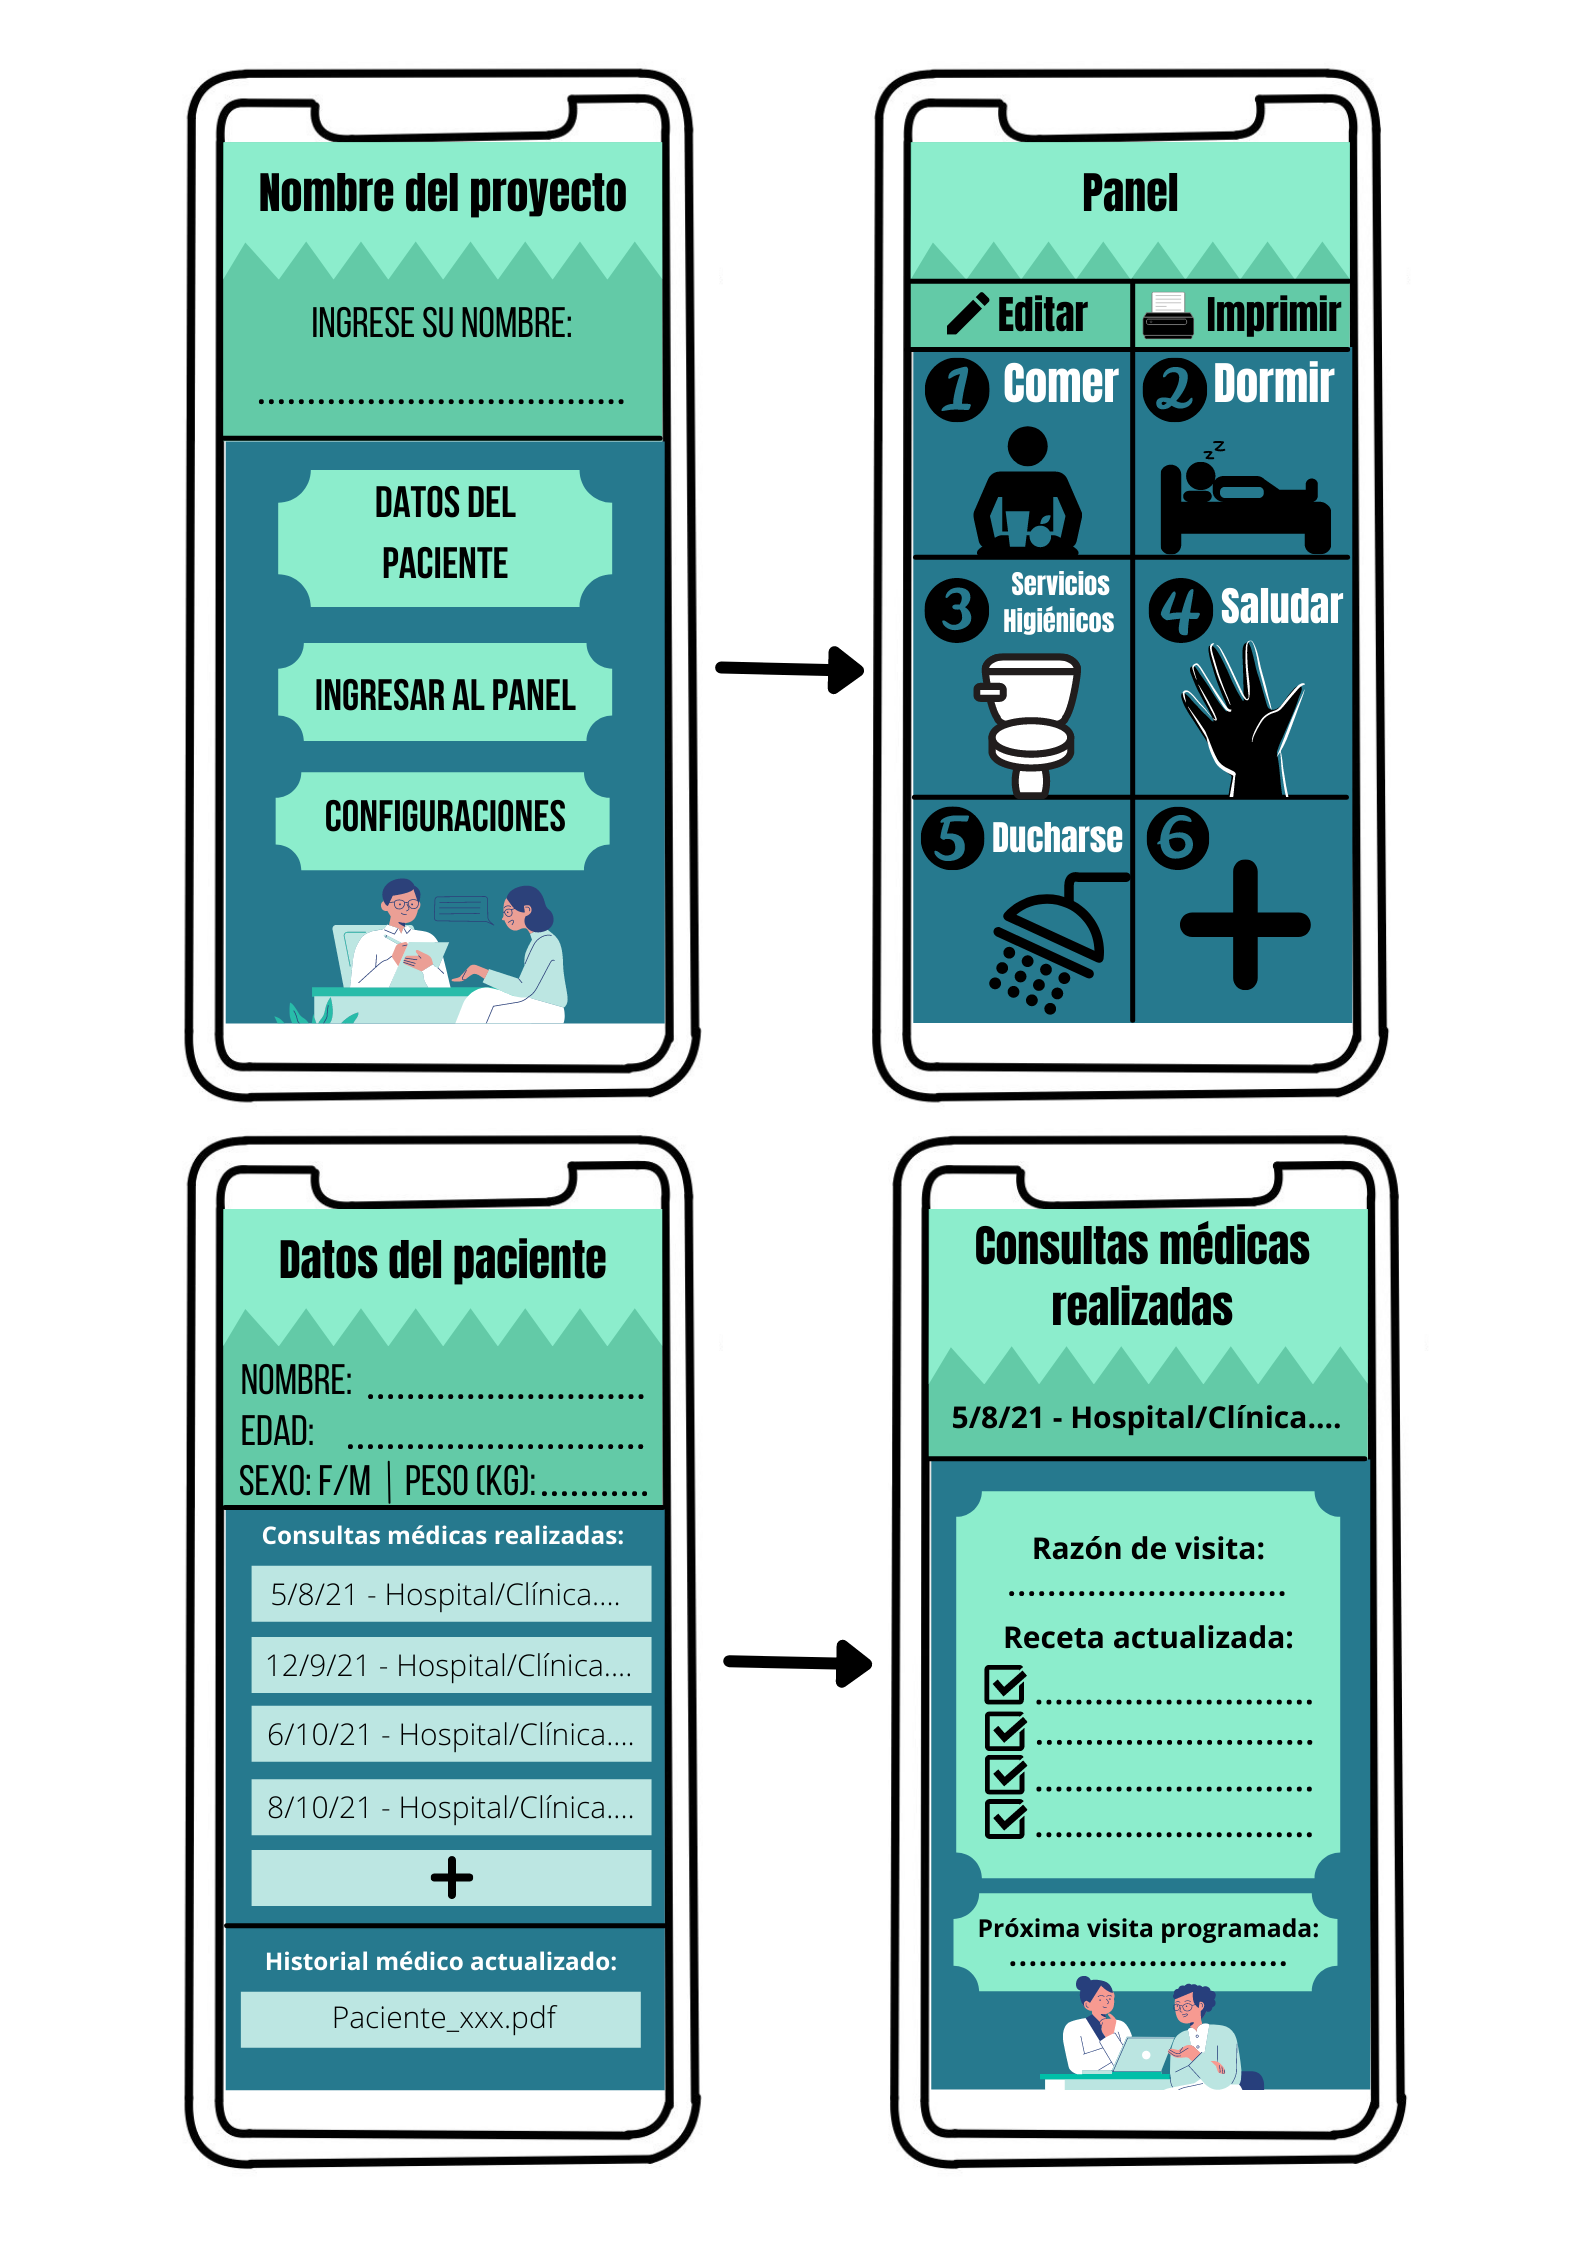 Nombre del proyecto
INGRESE SU NOMBRE:
.....................................
DATOS DEL
PACIENTE
INGRESAR AL PANEL
CONFIGURACIONES
Panel
Editar
Imprimir
1 Comer
2 Dormir
z z
3 Servicios
Higiénicos
4 Saludar
5 Ducharse
6
Datos del paciente
NOMBRE: ............................
EDAD: ..............................
SEXO: F/M | PESO (KG):...........
Consultas médicas realizadas:
5/8/21 - Hospital/Clínica....
12/9/21 - Hospital/Clínica....
6/10/21 - Hospital/Clínica....
8/10/21 - Hospital/Clínica....
+
Historial médico actualizado:
Paciente_xxx.pdf
Consultas médicas
realizadas
5/8/21 - Hospital/Clínica....
Razón de visita:
............................
Receta actualizada:
............................
............................
............................
............................
Próxima visita programada:
............................